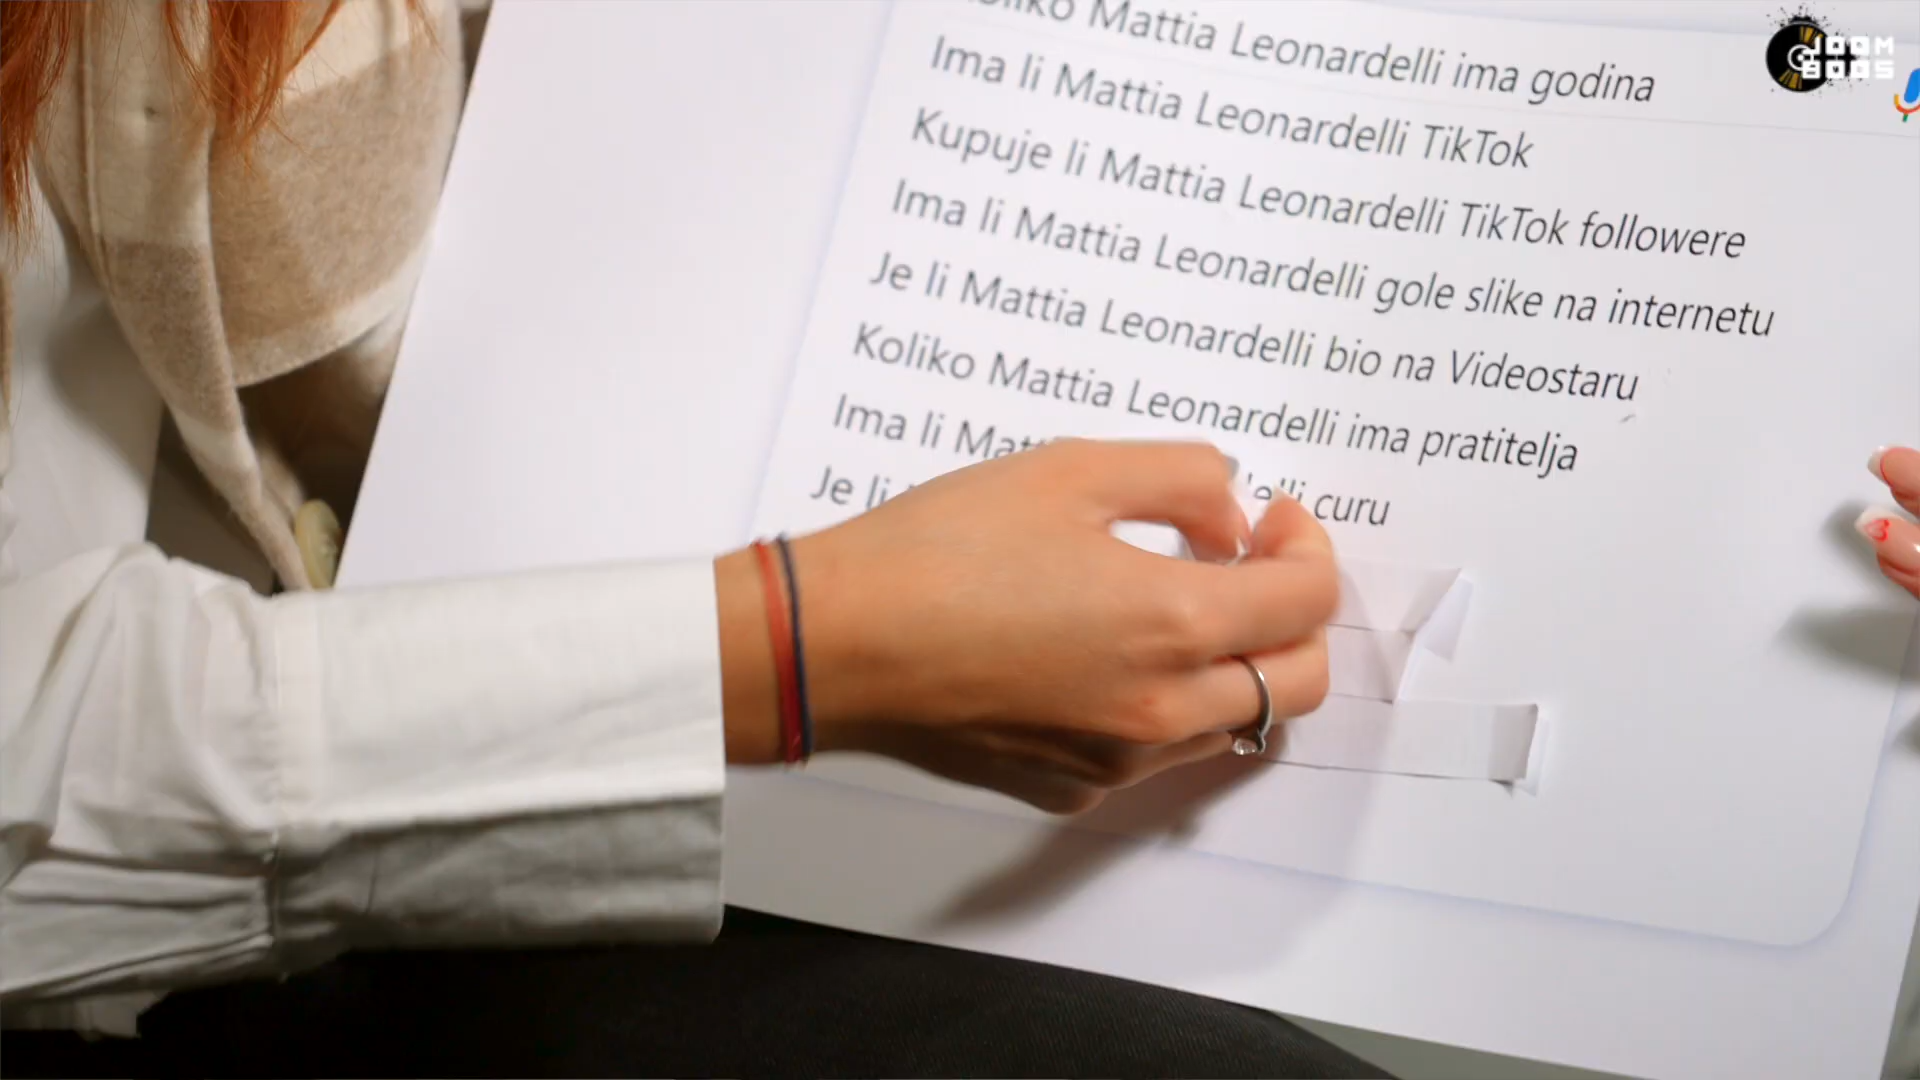 Mattia Leonardelli ima godina
Ima li Mattia Leonardelli TikTok
Kupuje li Mattia Leonardelli TikTok followere
Ima li Mattia Leonardelli gole slike na internetu
Je li Mattia Leonardelli bio na Videostaru
Koliko Mattia Leonardelli ima pratitelja
Ima li curu
Je li
JOOM
BOOS